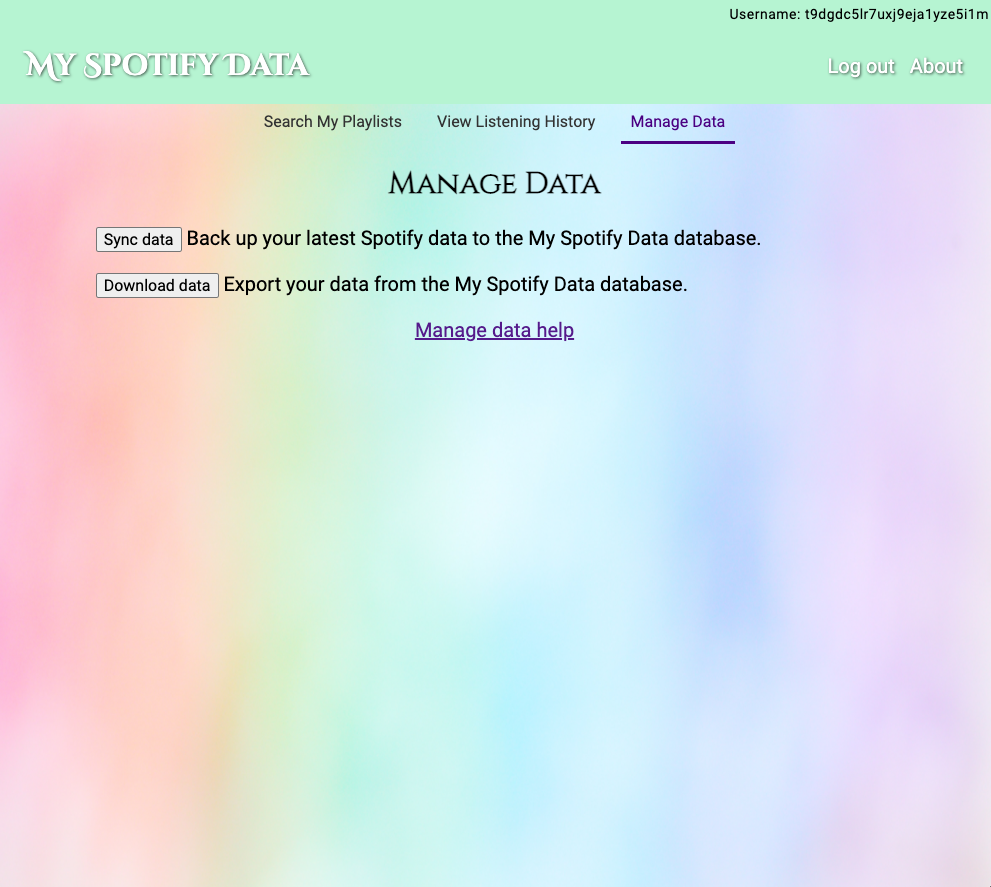 Username: t9dgdc5lr7uxj9eja1yze5i1m
My Spotify Data
Log out About
Search My Playlists View Listening History Manage Data
Manage Data
Sync data Back up your latest Spotify data to the My Spotify Data database.
Download data Export your data from the My Spotify Data database.
Manage data help